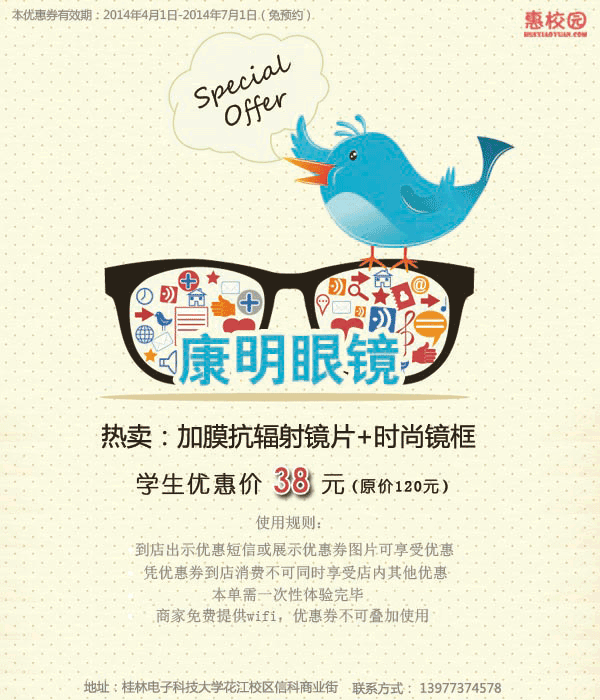 本优惠券有效期：2014年4月1日-2014年7月1日（免预约）
惠校园
HUIXIAOYUAN.COM
Special
Offer
康明眼镜
热卖：加膜抗辐射镜片+时尚镜框
学生优惠价 38 元（原价120元）
使用规则：
到店出示优惠短信或展示优惠券图片可享受优惠
凭优惠券到店消费不可同时享受店内其他优惠
本单需一次性体验完毕
商家免费提供wifi，优惠券不可叠加使用
地址：桂林电子科技大学花江校区信科商业街 联系方式：13977374578